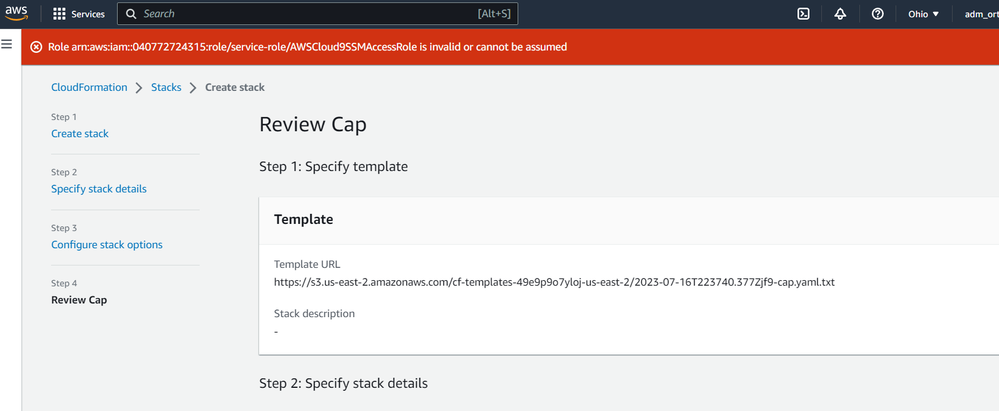 aws
Services
Search
[Alt+S]
Ohio
adm_ort
Role arn:aws:iam::040772724315:role/service-role/AWSCloud9SSMAccessRole is invalid or cannot be assumed
CloudFormation
Stacks
Create stack
Step 1
Create stack
Step 2
Specify stack details
Step 3
Configure stack options
Step 4
Review Cap
Review Cap
Step 1: Specify template
Template
Template URL
https://s3.us-east-2.amazonaws.com/cf-templates-49e9p9o7yloj-us-east-2/2023-07-16T223740.377Zjf9-cap.yaml.txt
Stack description
-
Step 2: Specify stack details